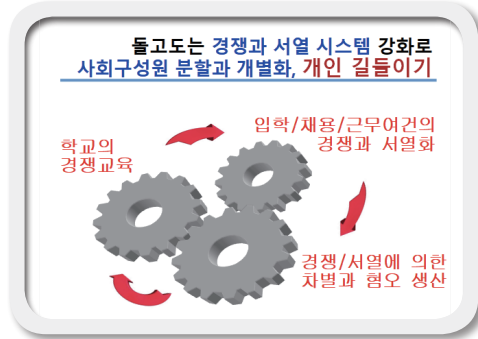 돌고도는 경쟁과 서열 시스템 강화로
사회구성원 분할과 개별화, 개인 길들이기
학교의
경쟁교육
입학/채용/근무여건의
경쟁과 서열화
경쟁/서열에 의한
차별과 혐오 생산